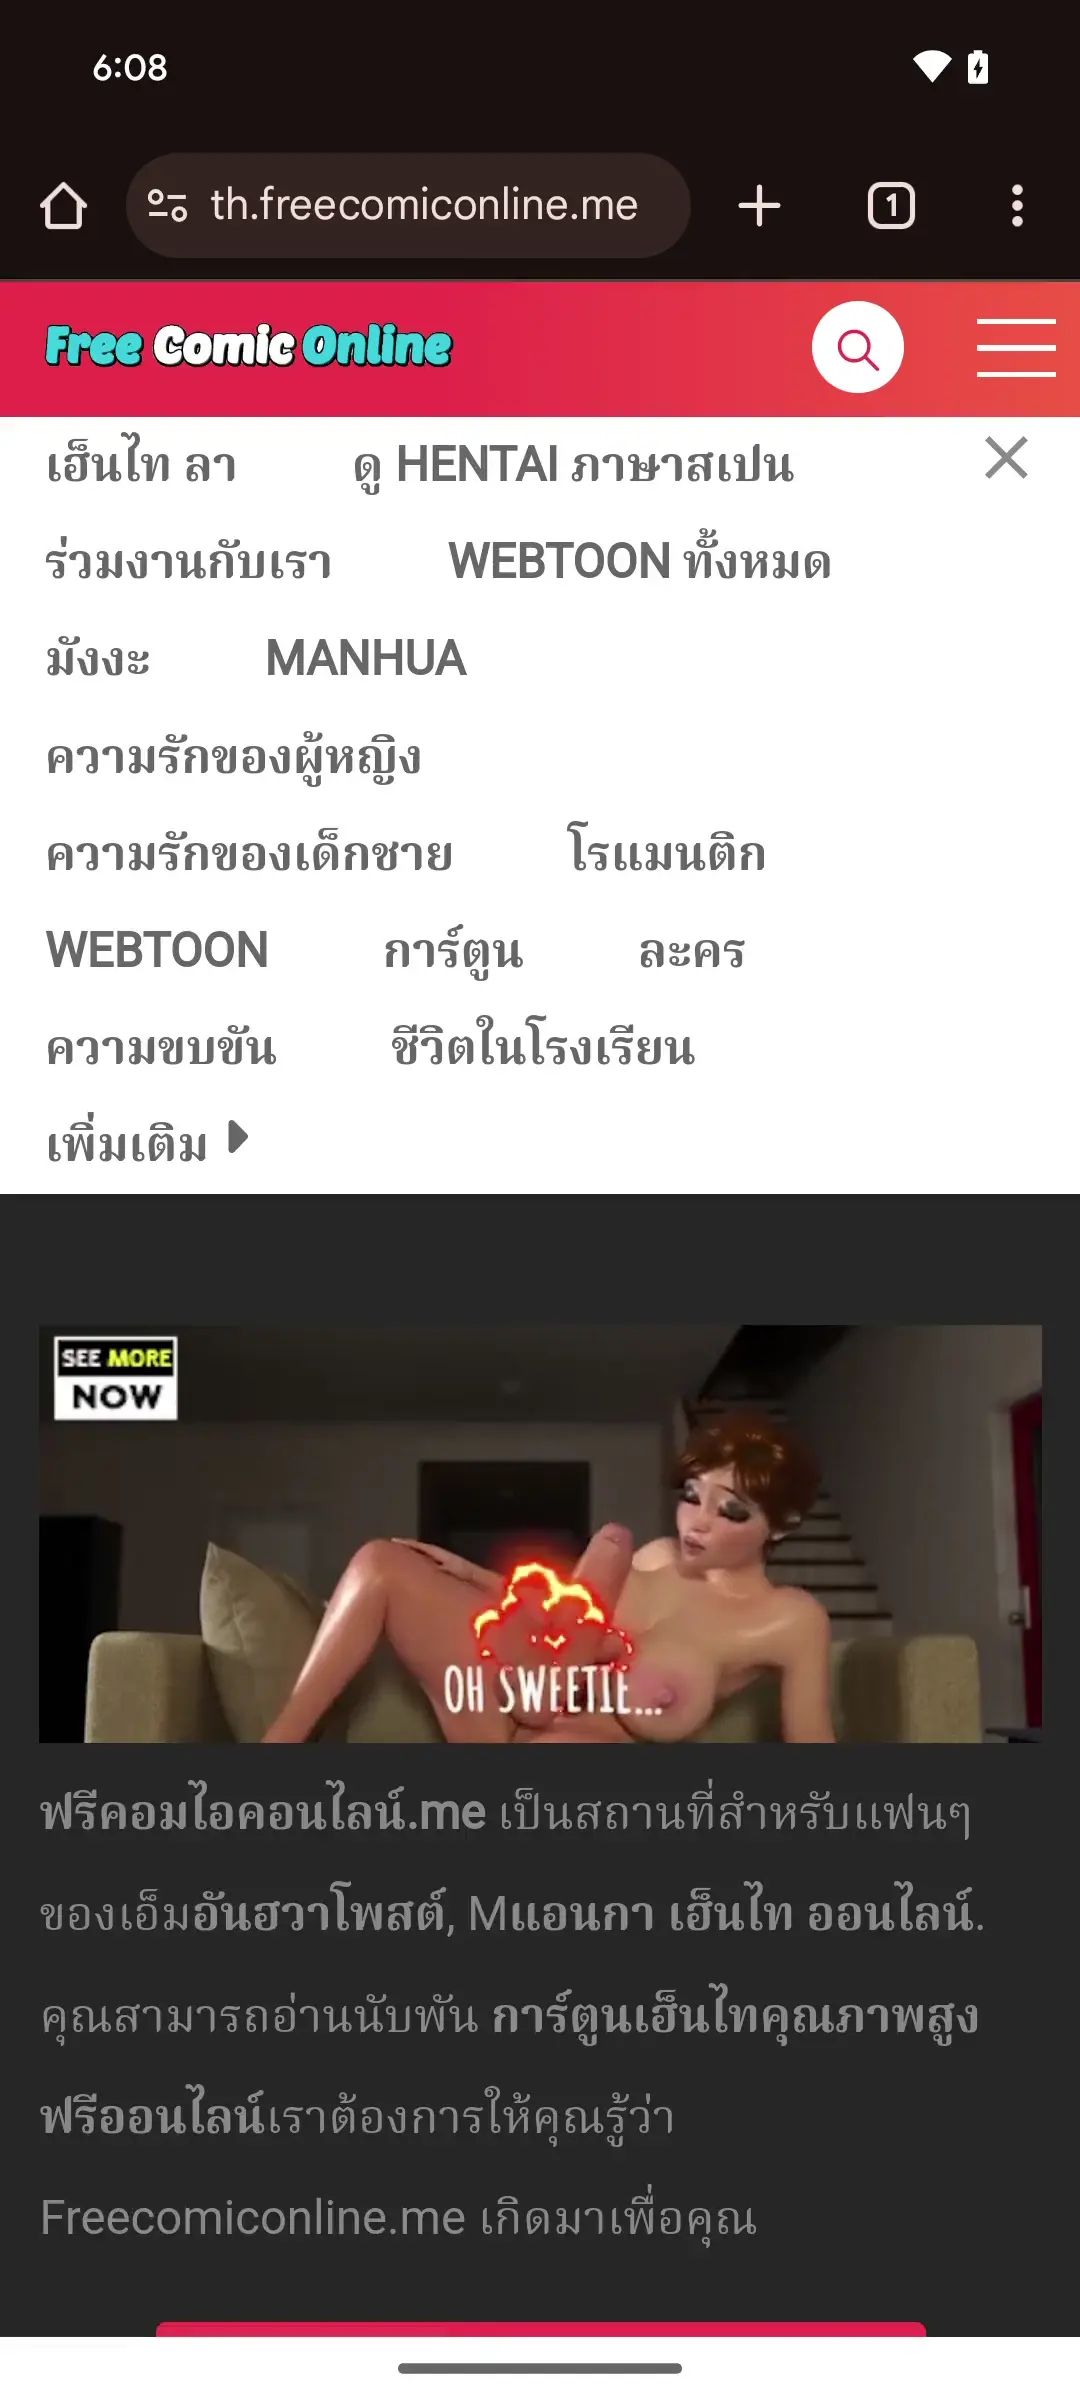 6:08
th.freecomiconline.me
1
Free Comic Online
เฮ็นไท ลา ดู HENTAI ภาษาสเปน
ร่วมงานกับเรา WEBTOON ทั้งหมด
มังงะ MANHUA
ความรักของผู้หญิง
ความรักของเด็กชาย โรแมนติก
WEBTOON การ์ตูน ละคร
ความขบขัน ชีวิตในโรงเรียน
เพิ่มเติม
SEE MORE
NOW
OH SWEETIE...
ฟรีคอมไอคอนไลน์.me เป็นสถานที่สำหรับแฟนๆ
ของเอ็มอันฮวาโพสต์, Mแอนกา เฮ็นไท ออนไลน์.
คุณสามารถอ่านนับพัน การ์ตูนเฮ็นไทคุณภาพสูง
ฟรีออนไลน์เราต้องการให้คุณรู้ว่า
Freecomiconline.me เกิดมาเพื่อคุณ